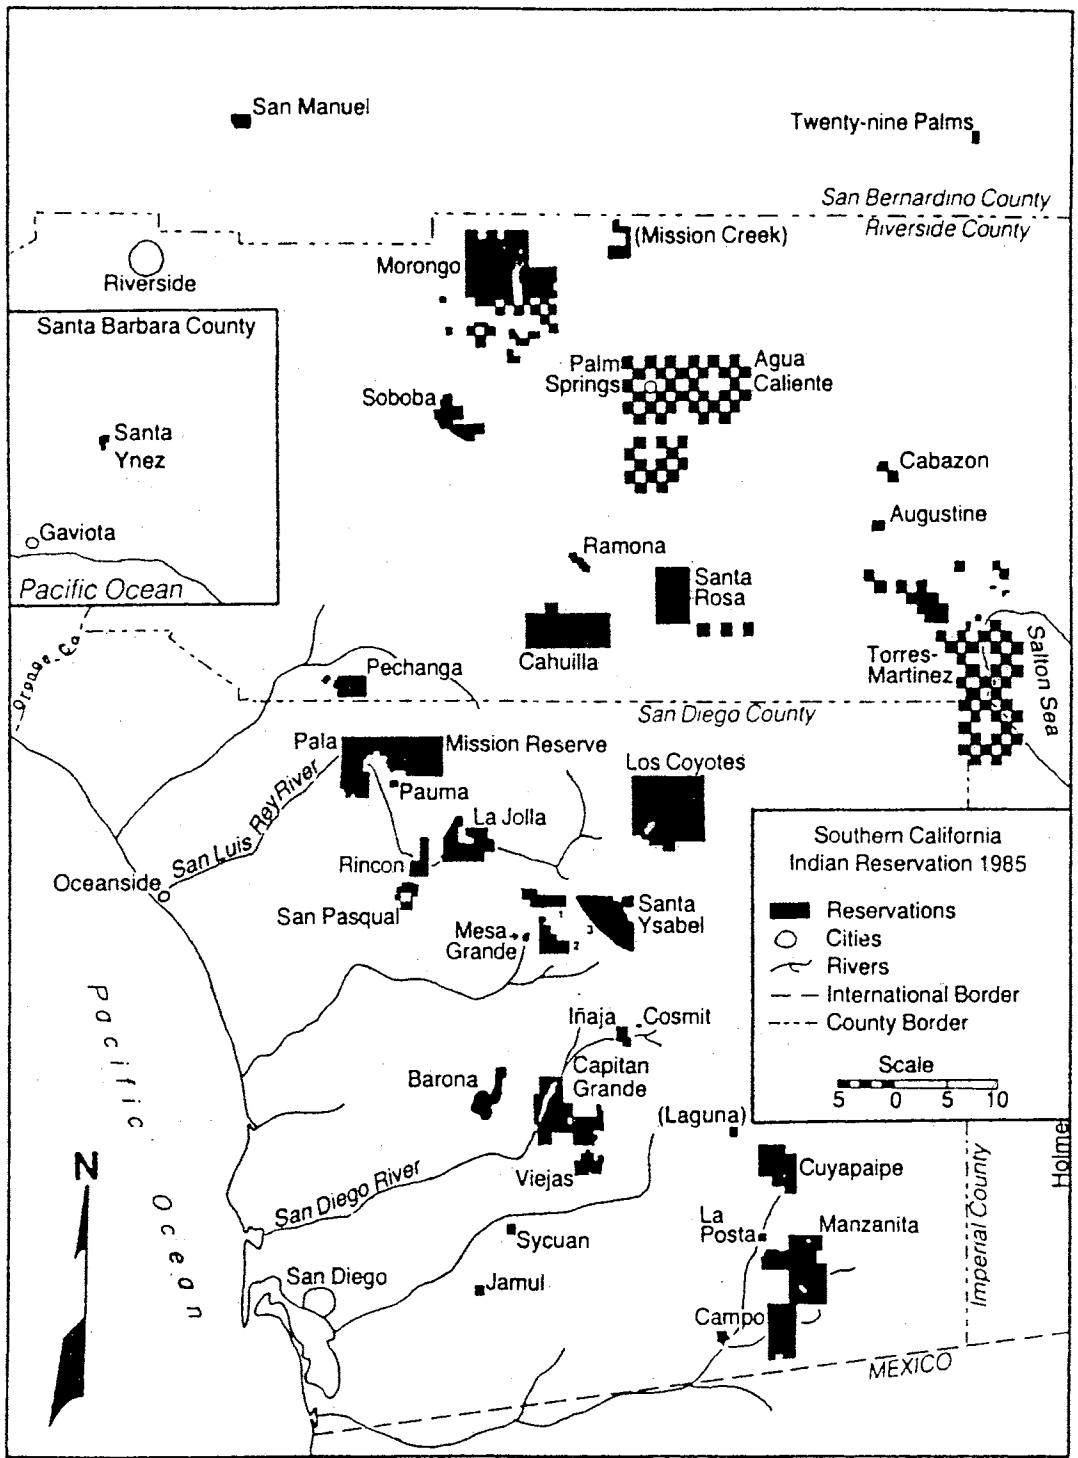 San Manuel
Twenty-nine Palms
San Bernardino County
Riverside County
(Mission Creek)
Morongo
Riverside
Santa Barbara County
Palm
Springs
Agua
Caliente
Soboba
Santa
Ynez
Cabazon
Gaviota
Augustine
Ramona
Pacific Ocean
Santa
Rosa
Orange Co.
Cahuilla
Torres-
Martinez
Salton Sea
Pechanga
San Diego County
Pala
Mission Reserve
Los Coyotes
Pauma
San Luis Rey River
La Jolla
Rincon
Oceanside
San Pasqual
Mesa
Grande
1
2
3
Santa
Ysabel
Southern California
Indian Reservation 1985
Reservations
Cities
Rivers
International Border
County Border
Scale
5 0 5 10
Pacific Ocean
Iñaja
Cosmit
Barona
Capitan
Grande
(Laguna)
Viejas
Cuyapaipe
Holme
N
San Diego River
La
Posta
Manzanita
Imperial County
Sycuan
San Diego
Jamul
Campo
MEXICO